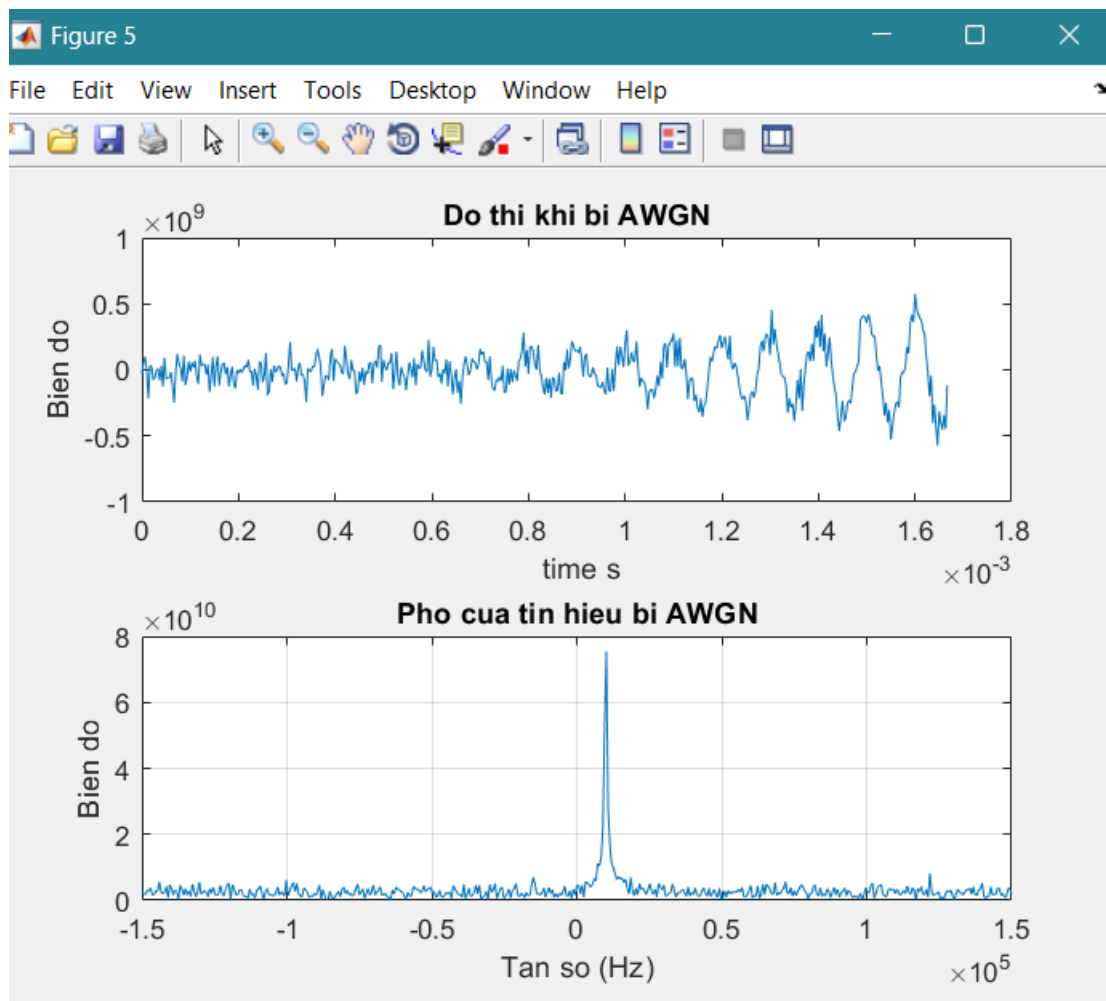 Figure 5
File Edit View Insert Tools Desktop Window Help
×10^9
Do thi khi bi AWGN
Bien do
1
0.5
0
-0.5
-1
0 0.2 0.4 0.6 0.8 1 1.2 1.4 1.6 1.8
time s
×10^-3
×10^10
Pho cua tin hieu bi AWGN
Bien do
8
6
4
2
0
-1.5 -1 -0.5 0 0.5 1 1.5
Tan so (Hz)
×10^5